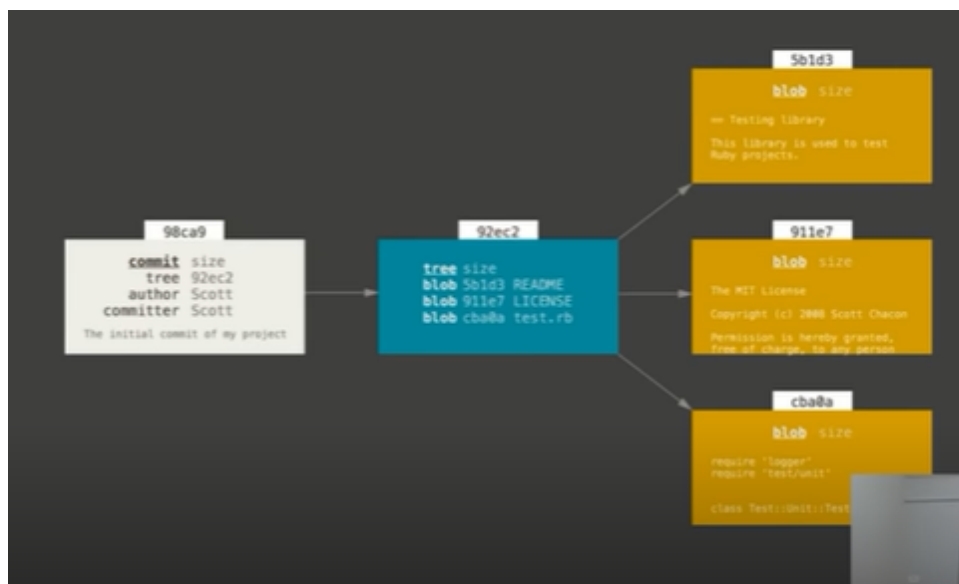 98ca9
commit size
tree 92ec2
author Scott
committer Scott
The initial commit of my project
92ec2
tree size
blob 5b1d3 README
blob 911e7 LICENSE
blob cba0a test.rb
5b1d3
blob size
== Testing library
This library is used to test
Ruby projects.
911e7
blob size
The MIT License
Copyright (c) 2008 Scott Chacon
Permission is hereby granted,
free of charge, to any person
cba0a
blob size
require 'logger'
require 'test/unit'
class Test::Unit::Test